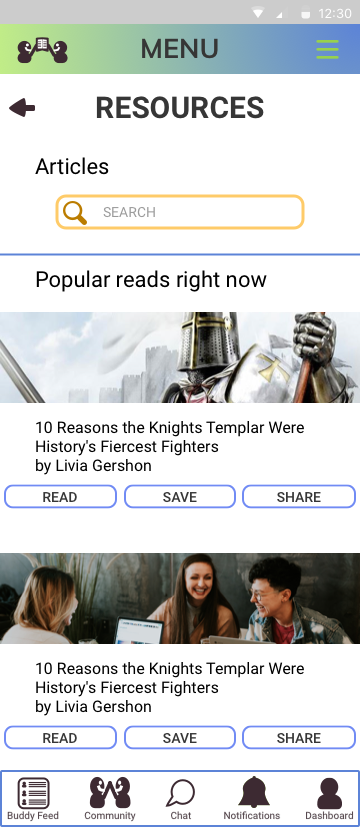 12:30
MENU
RESOURCES
Articles
SEARCH
Popular reads right now
10 Reasons the Knights Templar Were
History's Fiercest Fighters
by Livia Gershon
READ SAVE SHARE
10 Reasons the Knights Templar Were
History's Fiercest Fighters
by Livia Gershon
READ SAVE SHARE
Buddy Feed Community Chat Notifications Dashboard